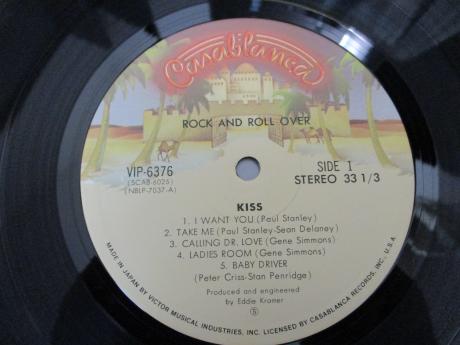 Casablanca
ROCK AND ROLL OVER
VIP-6376
(SCAB-6025)
(NBLP-7037-A)
SIDE I
STEREO 33 1/3
KISS
1. I WANT YOU (Paul Stanley)
2. TAKE ME (Paul Stanley-Sean Delaney)
3. CALLING DR. LOVE (Gene Simmons)
4. LADIES ROOM (Gene Simmons)
5. BABY DRIVER
(Peter Criss-Stan Penridge)
Produced and engineered
by Eddie Kramer
Ⓢ
MADE IN JAPAN BY VICTOR MUSICAL INDUSTRIES, INC. LICENSED BY CASABLANCA RECORDS, INC., U.S.A.